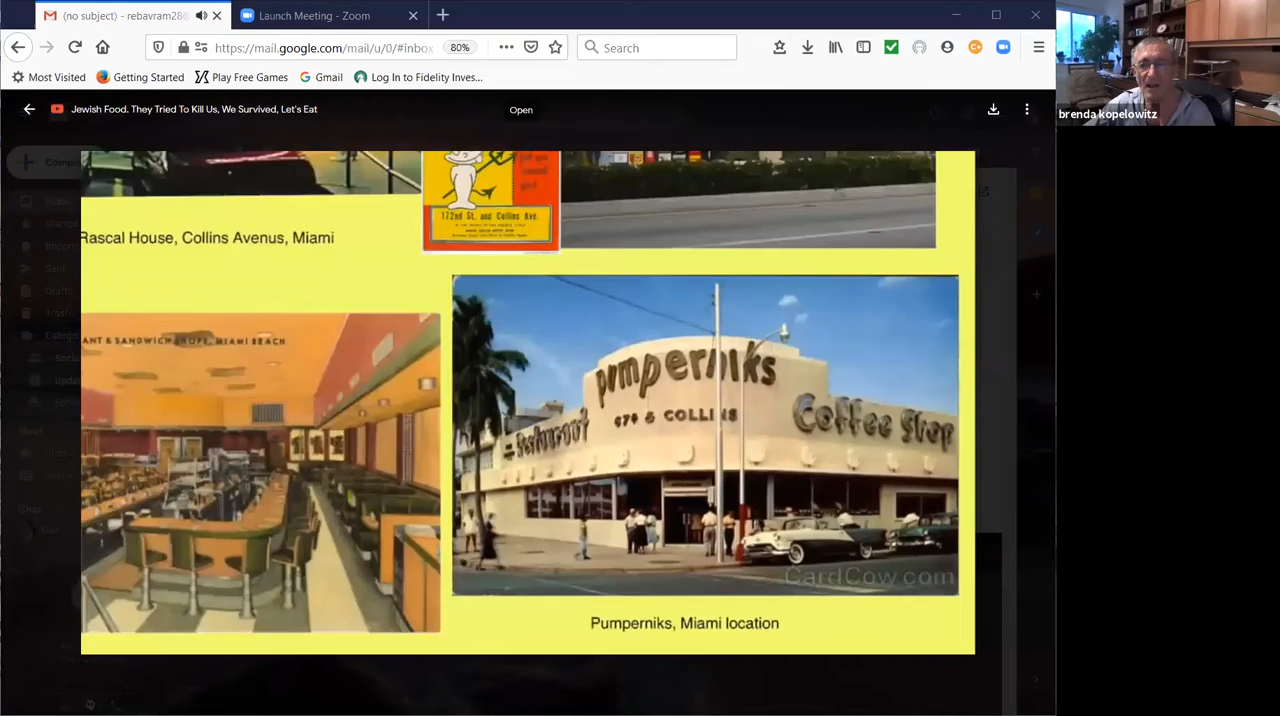 (no subject) - rebavram28@
Launch Meeting - Zoom
https://mail.google.com/mail/u/0/#inbox
80%
Search
Most Visited
Getting Started
Play Free Games
Gmail
Log In to Fidelity Inves...
Jewish Food. They Tried To Kill Us, We Survived, Let's Eat
Open
brenda kopelowitz
172nd St. and Collins Ave.
Rascal House, Collins Avenus, Miami
ANT & SANDWICH SHOPS, MIAMI BEACH
pumperniks
67th & COLLINS
Restaurant
Coffee Shop
CardCow.com
Pumperniks, Miami location